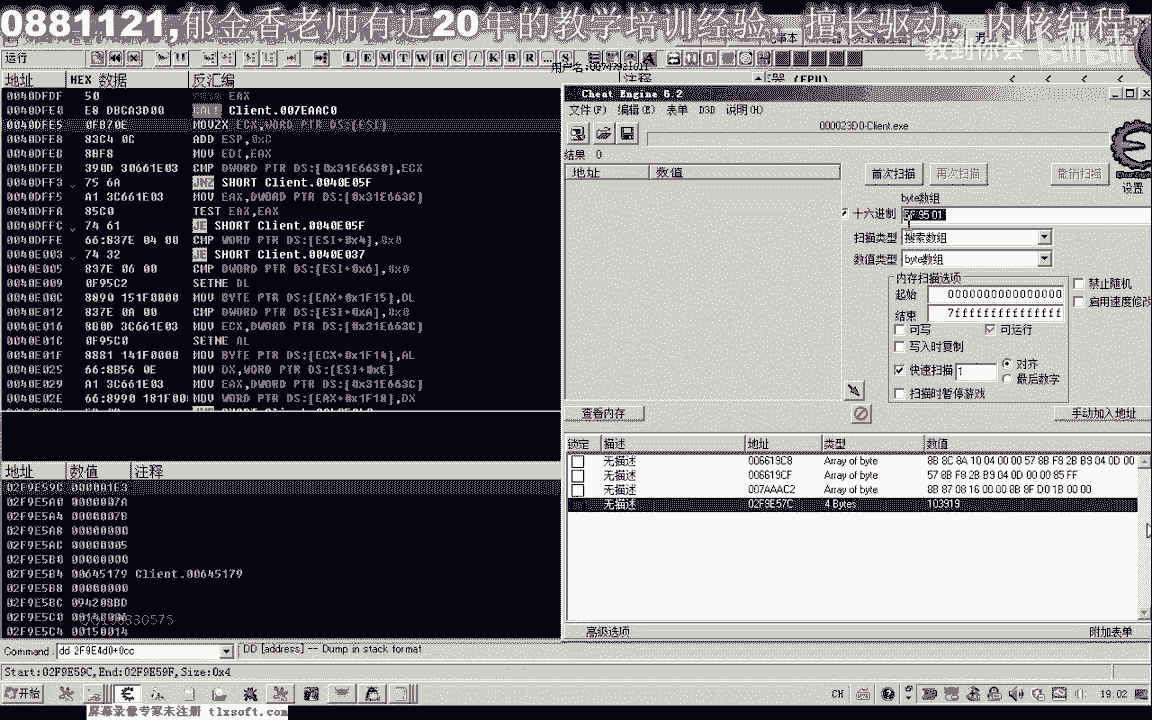 0881121,郁金香老师有近20年的教学培训经验。擅长驱动,内核编程,
教到你会 bilibili
运行 L E M T W H C / K B R ... S
地址 HEX 数据 反汇编 注释
0040DFDF 50 EAX
0040DFE0 E8 DBCA3D00 CALL Client.007EAAC0
0040DFE5 0FB70E MOVZX ECX,WORD PTR DS:[ESI]
0040DFE8 83C4 0C ADD ESP,0xC
0040DFEB 8BF8 MOV EDI,EAX
0040DFED 390D 30661E03 CMP DWORD PTR DS:[0x31E6630],ECX
0040DFF3 75 6A JNZ SHORT Client.0040E05F
0040DFF5 A1 3C661E03 MOV EAX,DWORD PTR DS:[0x31E663C]
0040DFFA 85C0 TEST EAX,EAX
0040DFFC 74 61 JE SHORT Client.0040E05F
0040DFFE 66:837E 04 00 CMP WORD PTR DS:[ESI+0x4],0x0
0040E003 74 32 JE SHORT Client.0040E037
0040E005 837E 06 00 CMP DWORD PTR DS:[ESI+0x6],0x0
0040E009 0F95C2 SETNE DL
0040E00C 8890 151F0000 MOV BYTE PTR DS:[EAX+0x1F15],DL
0040E012 837E 0A 00 CMP DWORD PTR DS:[ESI+0xA],0x0
0040E016 8B0D 3C661E03 MOV ECX,DWORD PTR DS:[0x31E663C]
0040E01C 0F95C0 SETNE AL
0040E01F 8881 141F0000 MOV BYTE PTR DS:[ECX+0x1F14],AL
0040E025 66:8B56 0E MOV DX,WORD PTR DS:[ESI+0xE]
0040E029 A1 3C661E03 MOV EAX,DWORD PTR DS:[0x31E663C]
0040E02E 66:8990 181F00 MOV WORD PTR DS:[EAX+0x1F18],DX
地址 数值 注释
02F9E59C 000001E3
02F9E5A0 0000007A
02F9E5A4 0000007B
02F9E5A8 00000000
02F9E5AC 00000005
02F9E5B0 00000000
02F9E5B4 00645179 Client.00645179
02F9E5B8 00000000
02F9E5BC 094208BD
02F9E5C4 00150014
Command: dd 2F9E4d0+0cc DD [address] -- Dump in stack format
Start:02F9E59C,End:02F9E59F,Size:0x4
Cheat Engine 6.2
文件(F) 编辑(E) 表单 D3D 说明(H)
000023D0-Client.exe
结果 0
地址 数值
首次扫描 再次扫描 撤销扫描
设置
byte数组
十六进制
扫描类型 搜索数组
数值类型 byte数组
内存扫描选项
起始 0000000000000000
结束 7fffffffffffffff
可写 可运行
写入时复制
快速扫描 1 对齐
最后数字
扫描时暂停游戏
禁止随机
启用速度修改
查看内存 手动加入地址
锁定 描述 地址 类型 数值
无描述 006619C8 Array of byte 8B 8C 8A 10 04 00 00 57 8B F8 2B B9 04 0D 00
无描述 006619CF Array of byte 57 8B F8 2B B9 04 0D 00 00 85 FF
无描述 007AAAC2 Array of byte 8B 87 08 16 00 00 8B 8F D0 1B 00 00
无描述 02F9E57C 4 Bytes 103919
高级选项 附加表单
开始 CH 19:02
屏幕录像专家未注册 tlxsoft.com